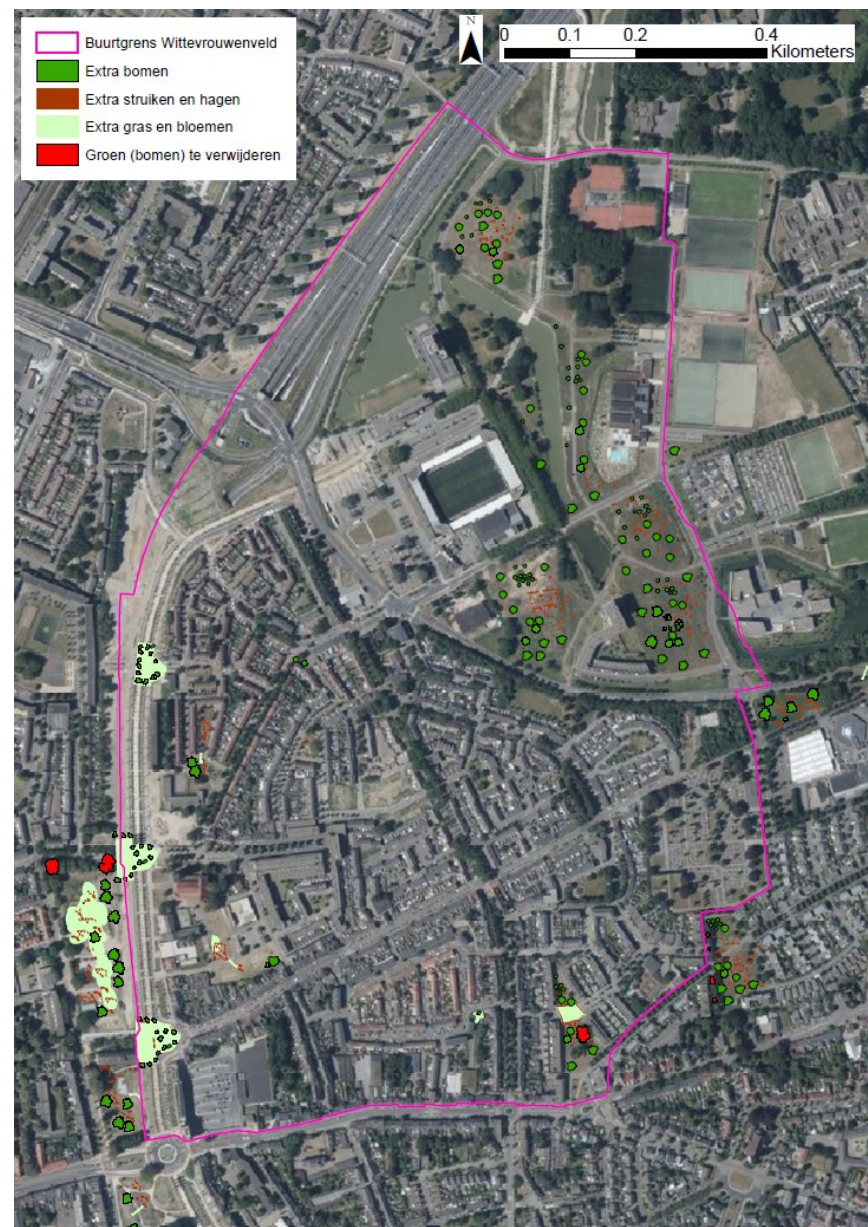 Buurtgrens Wittevrouwenveld
Extra bomen
Extra struiken en hagen
Extra gras en bloemen
Groen (bomen) te verwijderen
N
0 0.1 0.2 0.4
Kilometers